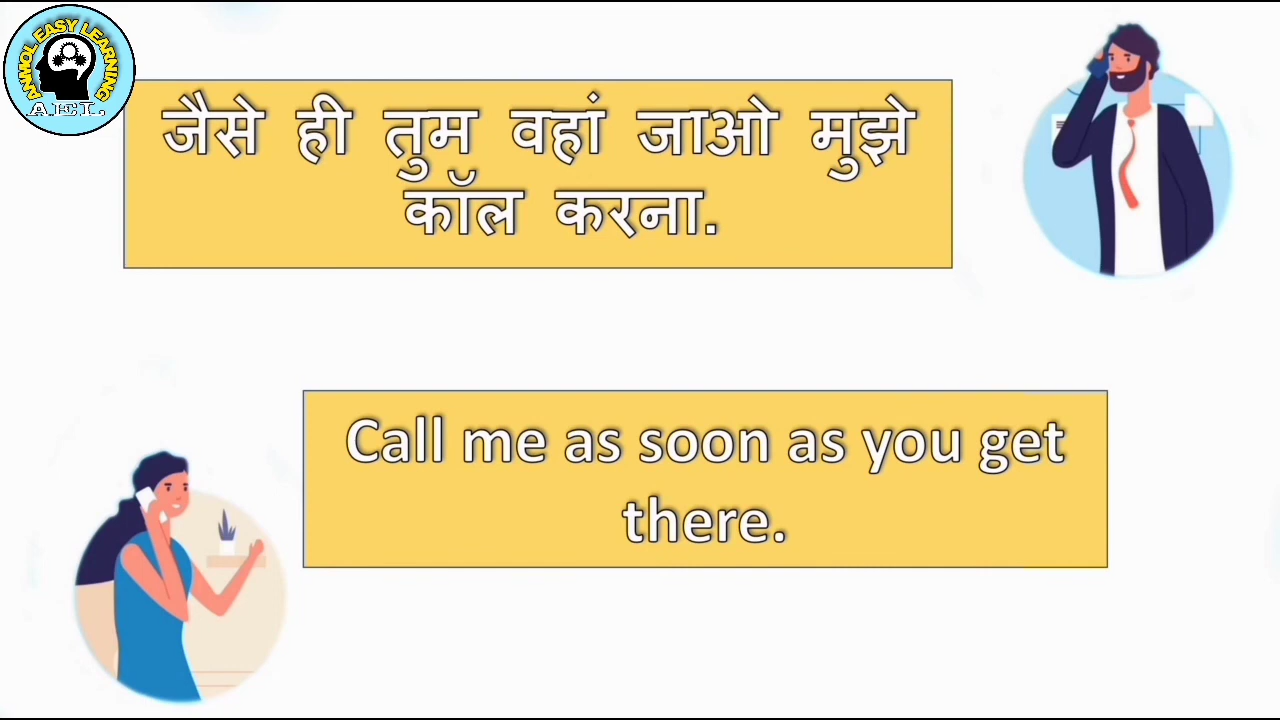 ANMOL EASY LEARNING
A.E.L.
जैसे ही तुम वहां जाओ मुझे
कॉल करना.
Call me as soon as you get
there.